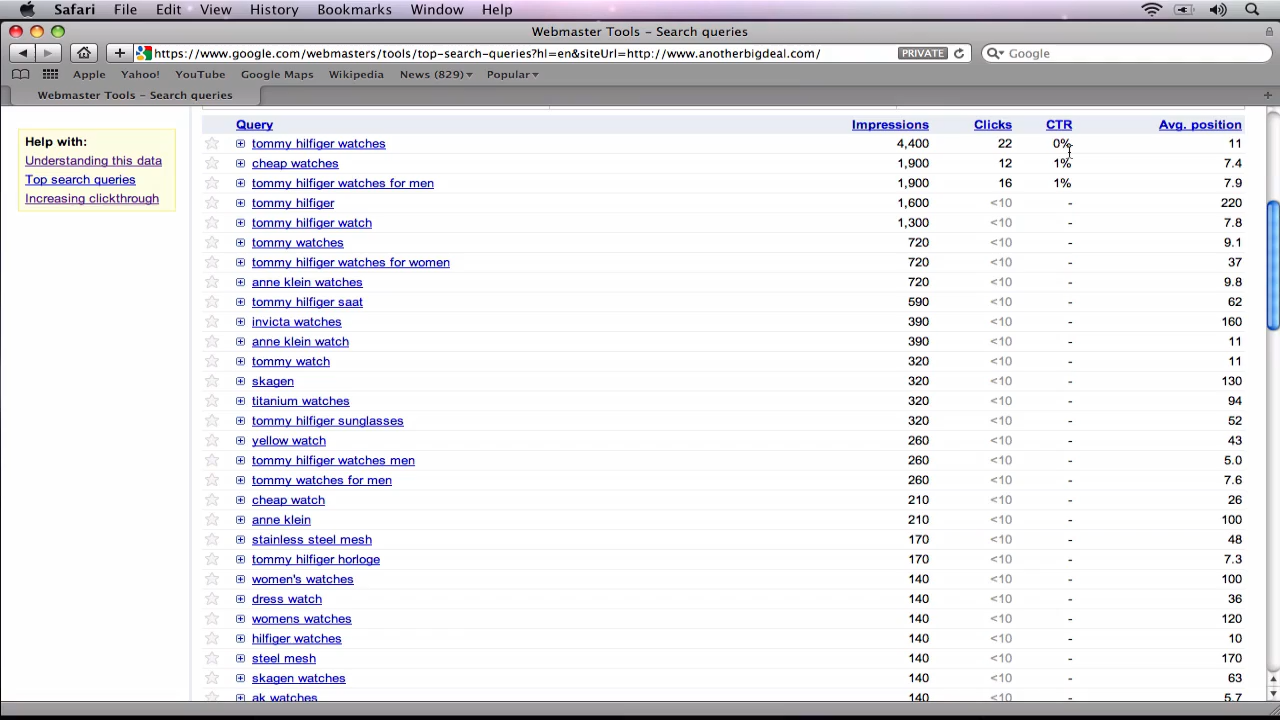 Safari File Edit View History Bookmarks Window Help
Webmaster Tools – Search queries
https://www.google.com/webmasters/tools/top-search-queries?hl=en&siteUrl=http://www.anotherbigdeal.com/ PRIVATE Google
Apple Yahoo! YouTube Google Maps Wikipedia News (829) Popular
Webmaster Tools – Search queries
Help with:
Understanding this data
Top search queries
Increasing clickthrough
Query Impressions Clicks CTR Avg. position
tommy hilfiger watches 4,400 22 0% 11
cheap watches 1,900 12 1% 7.4
tommy hilfiger watches for men 1,900 16 1% 7.9
tommy hilfiger 1,600 <10 - 220
tommy hilfiger watch 1,300 <10 - 7.8
tommy watches 720 <10 - 9.1
tommy hilfiger watches for women 720 <10 - 37
anne klein watches 720 <10 - 9.8
tommy hilfiger saat 590 <10 - 62
invicta watches 390 <10 - 160
anne klein watch 390 <10 - 11
tommy watch 320 <10 - 11
skagen 320 <10 - 130
titanium watches 320 <10 - 94
tommy hilfiger sunglasses 320 <10 - 52
yellow watch 260 <10 - 43
tommy hilfiger watches men 260 <10 - 5.0
tommy watches for men 260 <10 - 7.6
cheap watch 210 <10 - 26
anne klein 210 <10 - 100
stainless steel mesh 170 <10 - 48
tommy hilfiger horloge 170 <10 - 7.3
women's watches 140 <10 - 100
dress watch 140 <10 - 36
womens watches 140 <10 - 120
hilfiger watches 140 <10 - 10
steel mesh 140 <10 - 170
skagen watches 140 <10 - 63
ak watches 140 <10 - 5.7